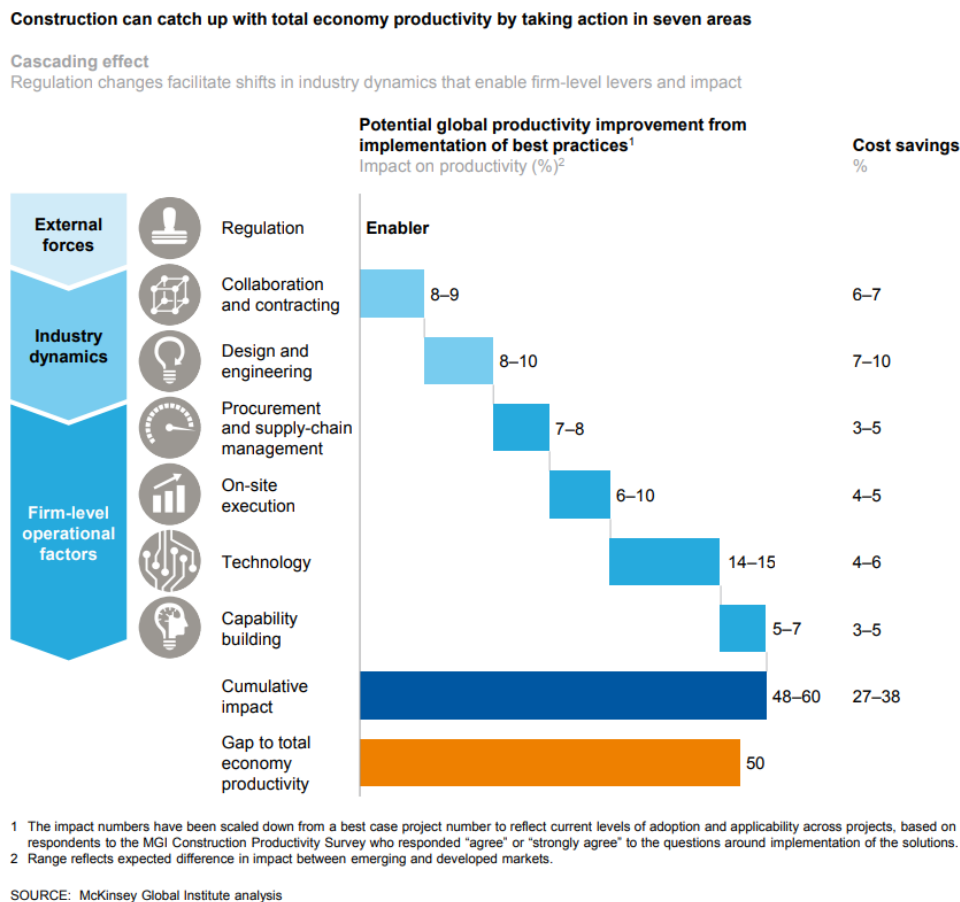 Construction can catch up with total economy productivity by taking action in seven areas
Cascading effect
Regulation changes facilitate shifts in industry dynamics that enable firm-level levers and impact
Potential global productivity improvement from
implementation of best practices¹
Impact on productivity (%)²
Cost savings
%
External
forces
Regulation
Enabler
Industry
dynamics
Collaboration
and contracting
8–9
6–7
Design and
engineering
8–10
7–10
Firm-level
operational
factors
Procurement
and supply-chain
management
7–8
3–5
On-site
execution
6–10
4–5
Technology
14–15
4–6
Capability
building
5–7
3–5
Cumulative
impact
48–60
27–38
Gap to total
economy
productivity
50
1 The impact numbers have been scaled down from a best case project number to reflect current levels of adoption and applicability across projects, based on
respondents to the MGI Construction Productivity Survey who responded “agree” or “strongly agree” to the questions around implementation of the solutions.
2 Range reflects expected difference in impact between emerging and developed markets.
SOURCE: McKinsey Global Institute analysis